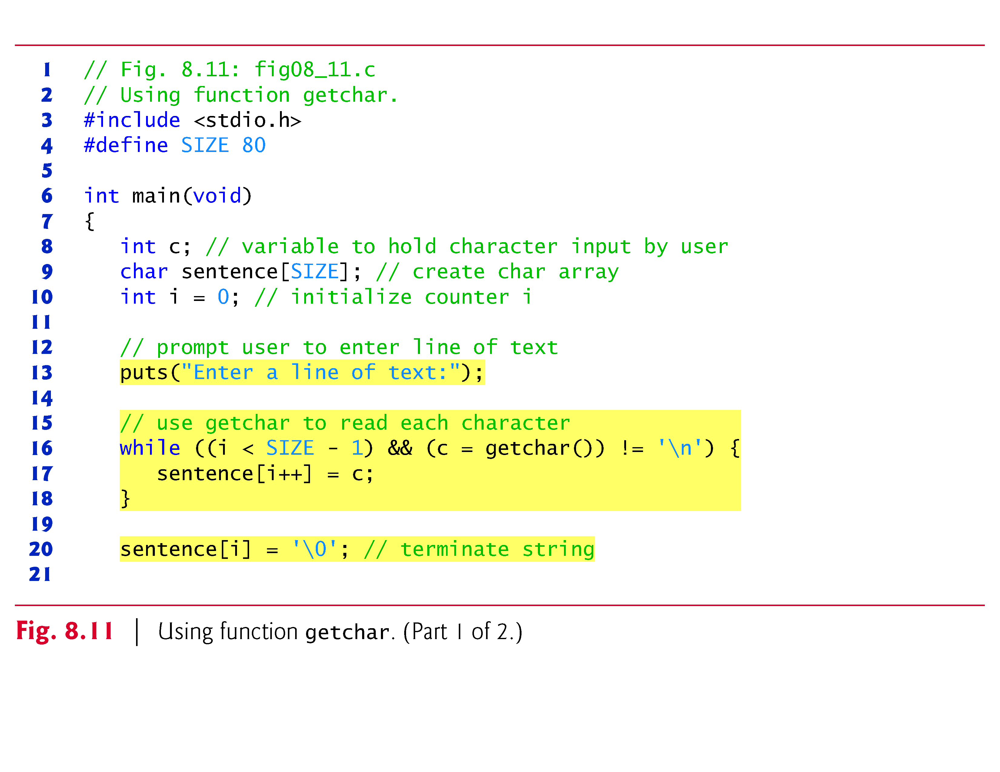 1 // Fig. 8.11: fig08_11.c
2 // Using function getchar.
3 #include <stdio.h>
4 #define SIZE 80
5
6 int main(void)
7 {
8    int c; // variable to hold character input by user
9    char sentence[SIZE]; // create char array
10    int i = 0; // initialize counter i
11
12    // prompt user to enter line of text
13    puts("Enter a line of text:");
14
15    // use getchar to read each character
16    while ((i < SIZE - 1) && (c = getchar()) != '\n') {
17       sentence[i++] = c;
18    }
19
20    sentence[i] = '\0'; // terminate string
21
Fig. 8.11 | Using function getchar. (Part 1 of 2.)